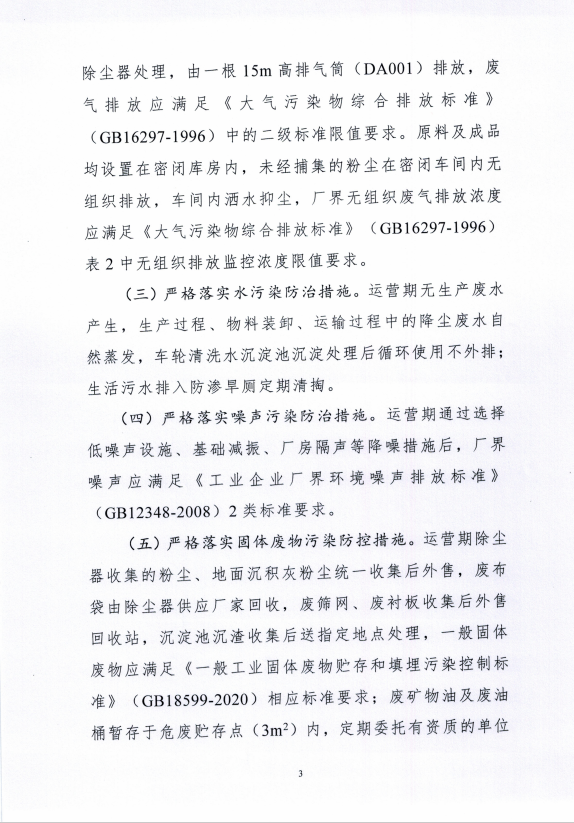 除尘器处理，由一根 15m 高排气筒（DA001）排放，废
气排放应满足《大气污染物综合排放标准》
（GB16297-1996）中的二级标准限值要求。原料及成品
均设置在密闭库房内，未经捕集的粉尘在密闭车间内无
组织排放，车间内洒水抑尘，厂界无组织废气排放浓度
应满足《大气污染物综合排放标准》（GB16297-1996）
表 2 中无组织排放监控浓度限值要求。
（三）严格落实水污染防治措施。运营期无生产废水
产生，生产过程、物料装卸、运输过程中的降尘废水自
然蒸发，车轮清洗水沉淀池沉淀处理后循环使用不外排；
生活污水排入防渗旱厕定期清掏。
（四）严格落实噪声污染防治措施。运营期通过选择
低噪声设施、基础减振、厂房隔声等降噪措施后，厂界
噪声应满足《工业企业厂界环境噪声排放标准》
（GB12348-2008）2 类标准要求。
（五）严格落实固体废物污染防控措施。运营期除尘
器收集的粉尘、地面沉积灰粉尘统一收集后外售，废布
袋由除尘器供应厂家回收，废筛网、废衬板收集后外售
回收站，沉淀池沉渣收集后送指定地点处理，一般固体
废物应满足《一般工业固体废物贮存和填埋污染控制标
准》（GB18599-2020）相应标准要求；废矿物油及废油
桶暂存于危废贮存点（3m²）内，定期委托有资质的单位
3